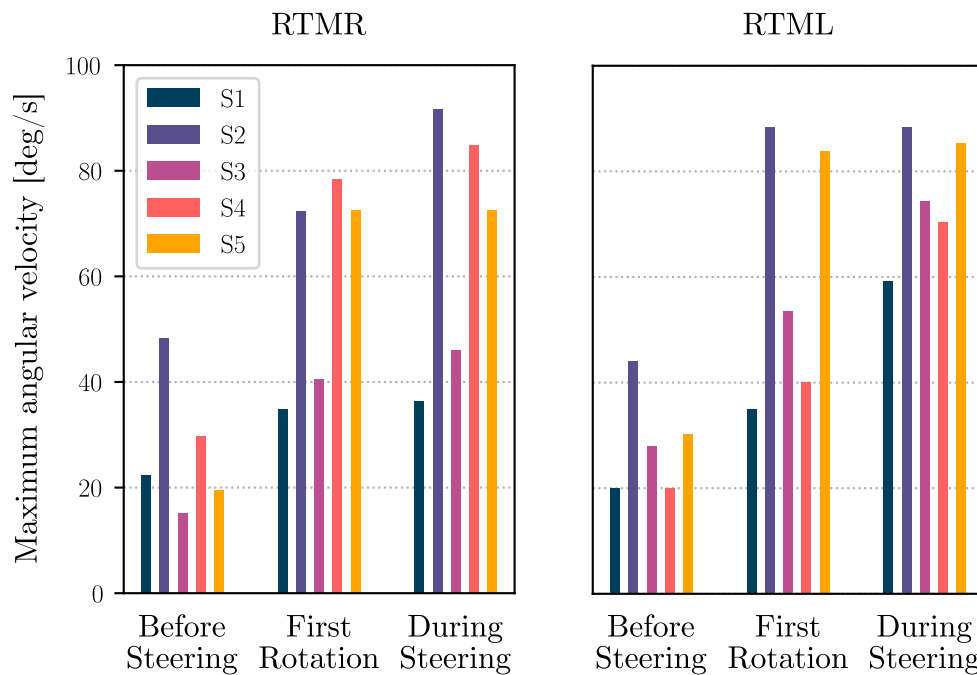 RTMR
RTML
Maximum angular velocity [deg/s]
100
80
60
40
20
0
S1
S2
S3
S4
S5
Before
Steering
First
Rotation
During
Steering
Before
Steering
First
Rotation
During
Steering